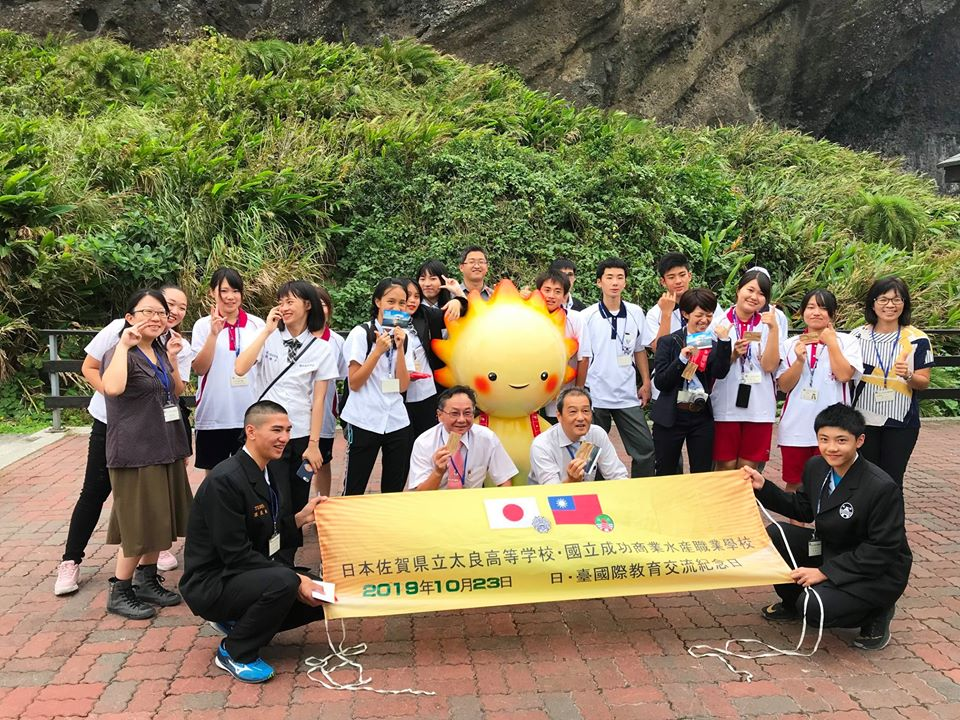 日本佐賀県立太良高等学校・國立成功商業水產職業學校
2019年10月23日 日・臺國際教育交流紀念日